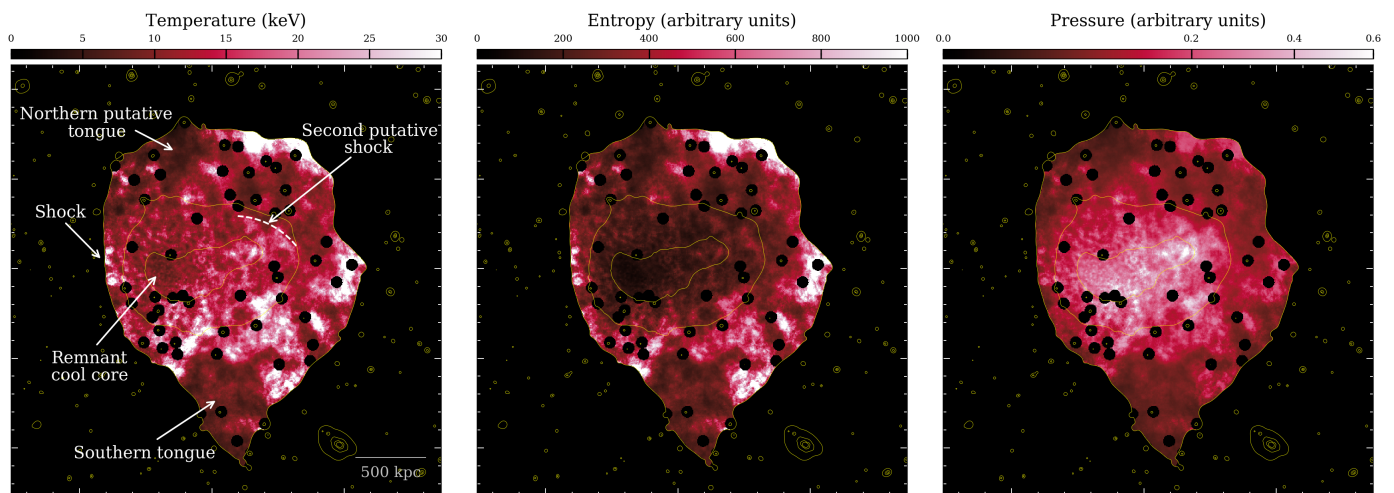 Temperature (keV)
0 5 10 15 20 25 30
Entropy (arbitrary units)
0 200 400 600 800 1000
Pressure (arbitrary units)
0.0 0.2 0.4 0.6
Northern putative
tongue
Second putative
shock
Shock
Remnant
cool core
Southern tongue
500 kpc